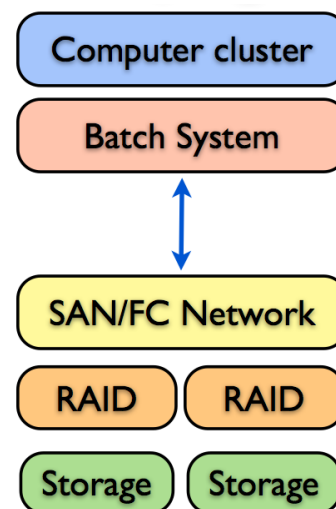 Computer cluster
Batch System
SAN/FC Network
RAID RAID
Storage Storage